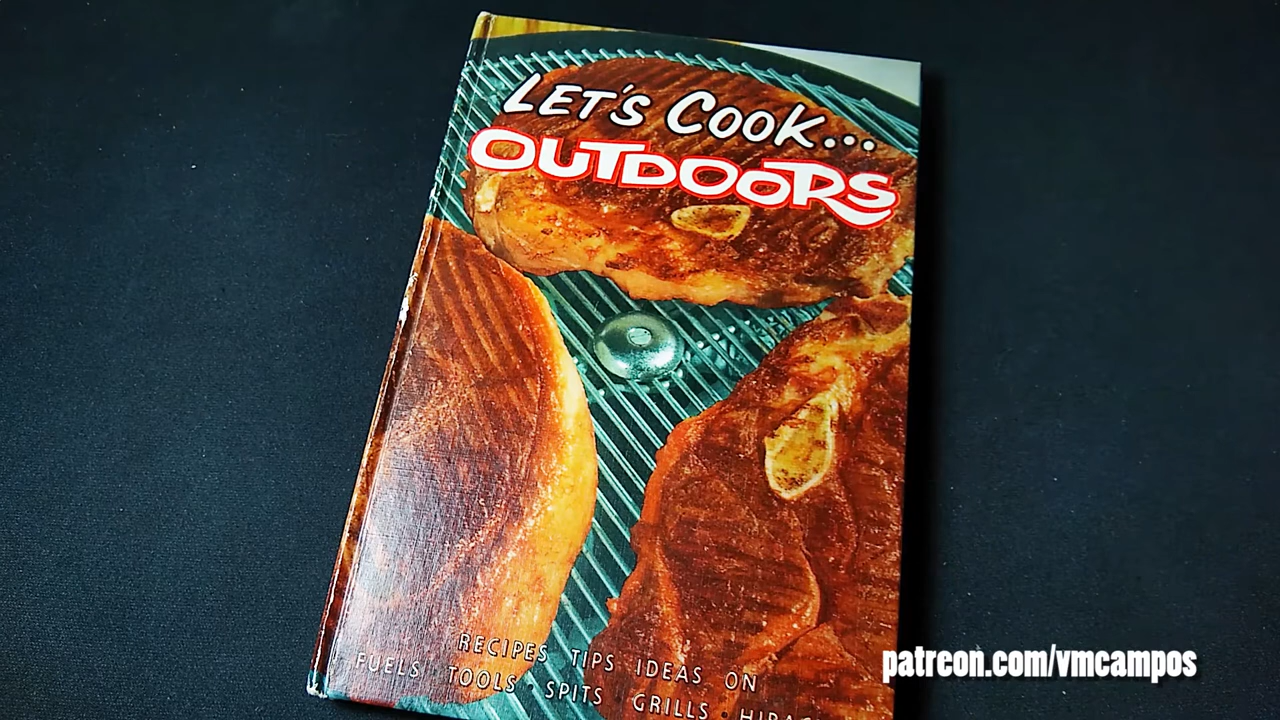 LET'S COOK...
OUTDOORS
RECIPES TIPS IDEAS ON
FUELS TOOLS · SPITS GRILLS ·
patreon.com/vmcampos